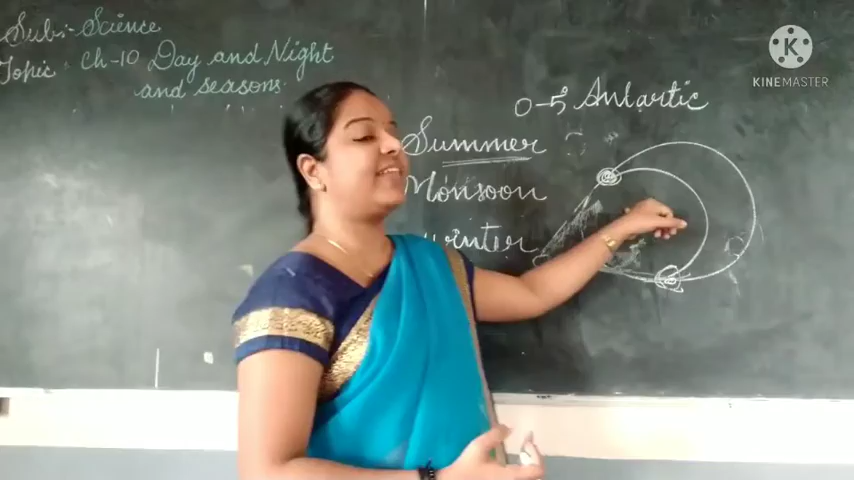 Sub:- Science
Topic : Ch-10 Day and Night
and seasons.
0-5° Antartic
Summer
Monsoon
winter
K
KINEMASTER